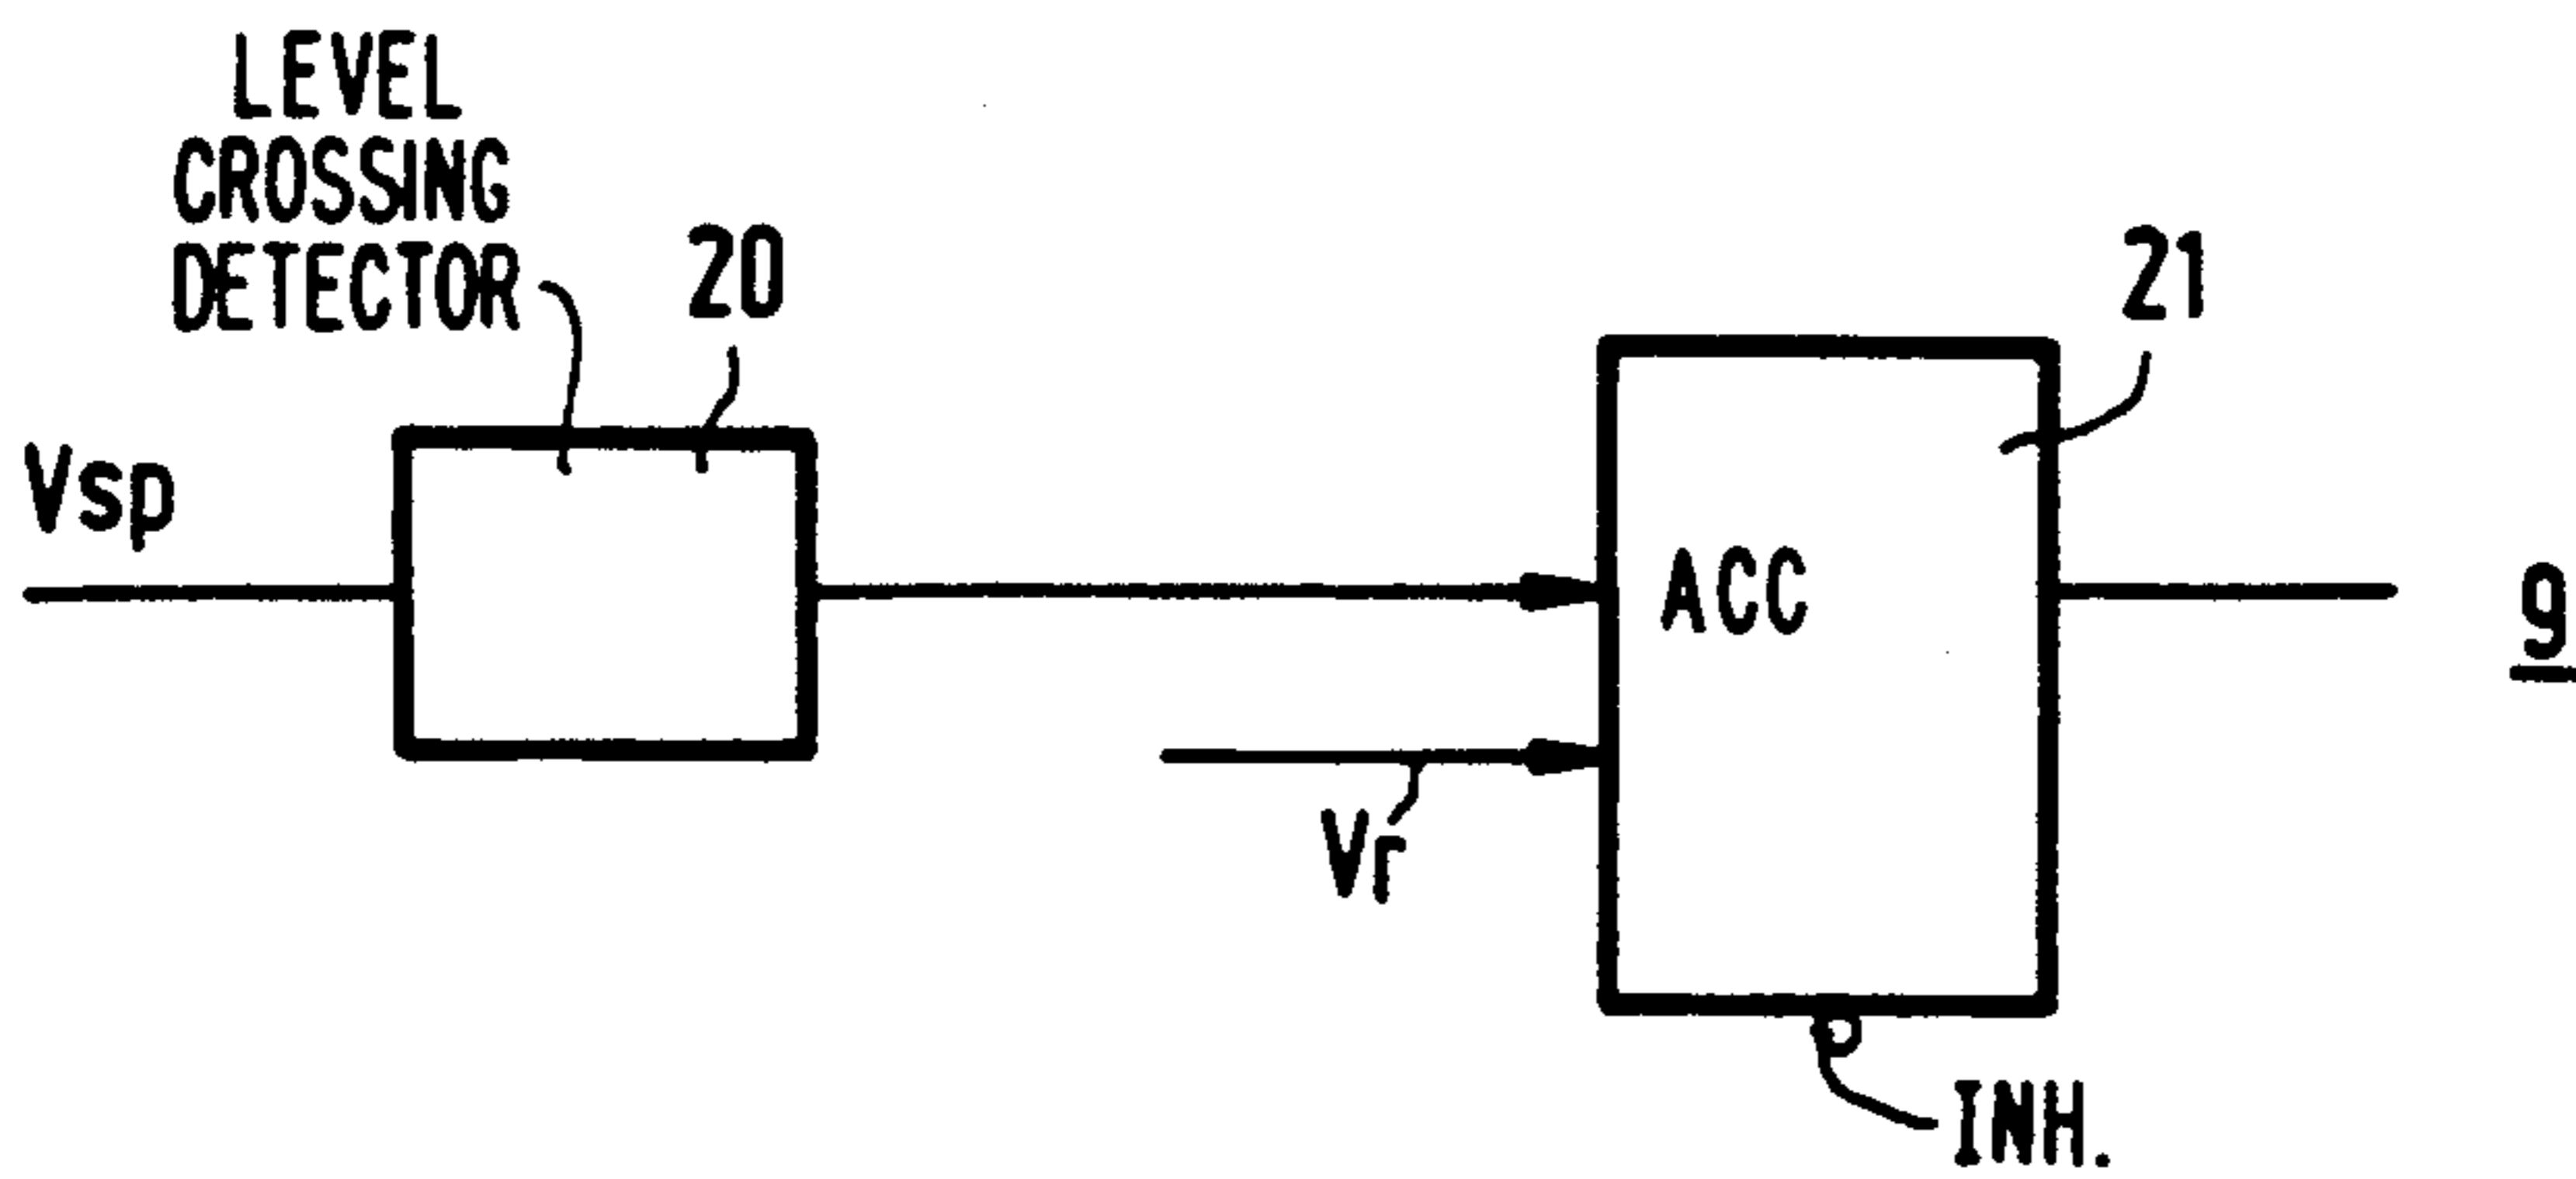 LEVEL
CROSSING
DETECTOR
20
21
Vsp
ACC
9
Vr
INH.